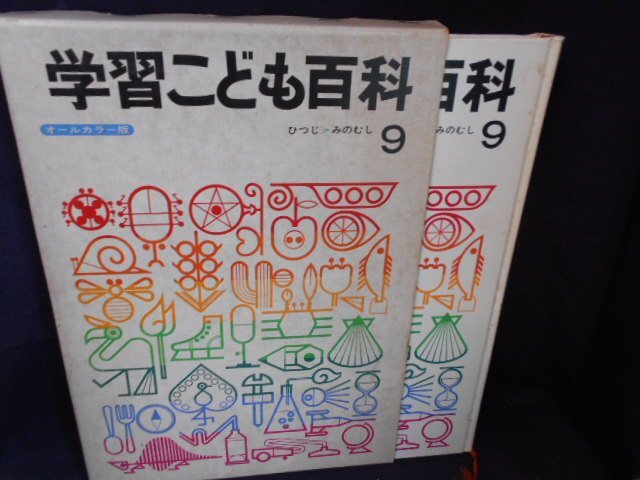 学習こども百科
オールカラー版
ひつじ➢みのむし 9
百科
みのむし 9